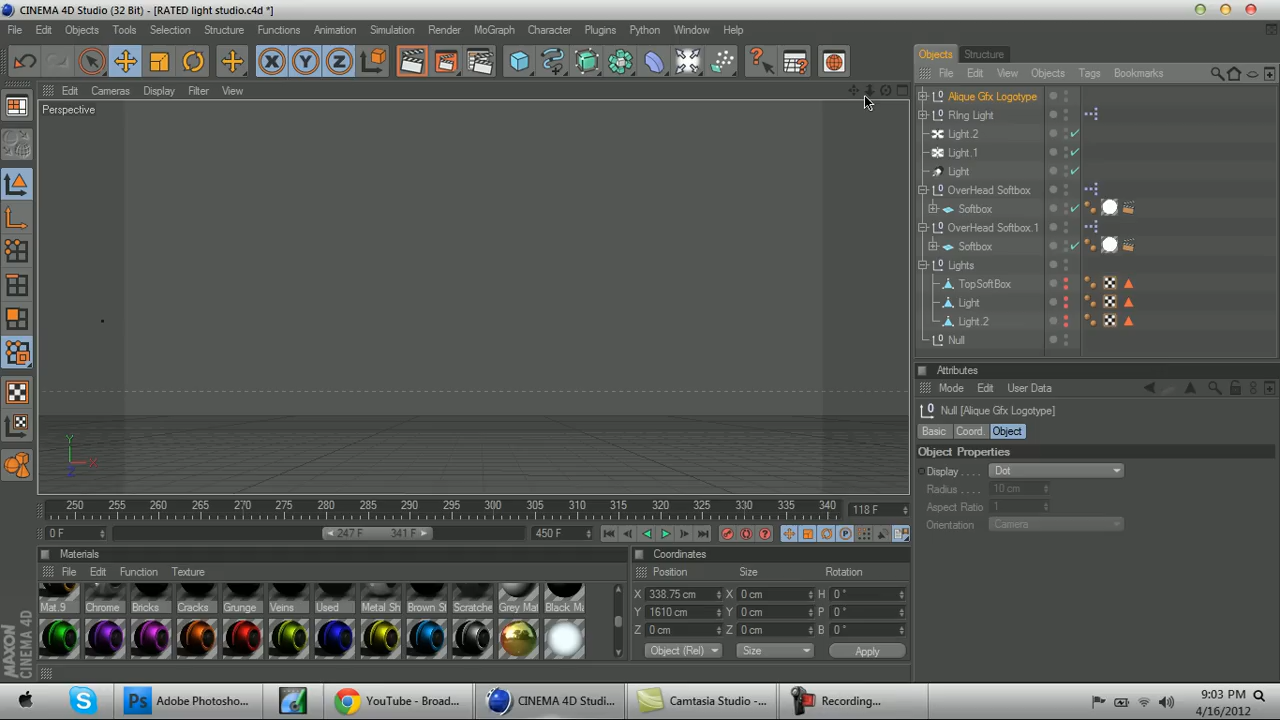 CINEMA 4D Studio (32 Bit) - [RATED light studio.c4d *]
File Edit Objects Tools Selection Structure Functions Animation Simulation Render MoGraph Character Plugins Python Window Help
Objects Structure
File Edit View Objects Tags Bookmarks
Edit Cameras Display Filter View
Perspective
Alique Gfx Logotype
RIng Light
Light.2
Light.1
Light
OverHead Softbox
Softbox
OverHead Softbox.1
Softbox
Lights
TopSoftBox
Light
Light.2
Null
Attributes
Mode Edit User Data
Null [Alique Gfx Logotype]
Basic Coord. Object
Object Properties
Display . . . . Dot
Radius . . . . 10 cm
Aspect Ratio 1
Orientation Camera
Y
X
Z
250 255 260 265 270 275 280 285 290 295 300 305 310 315 320 325 330 335 340 118 F
0 F 247 F 341 F 450 F
Materials
File Edit Function Texture
Mat.9 Chrome Bricks Cracks Grunge Veins Used Metal Sh Brown S Scratche Grey Mat Black Ma
Coordinates
Position Size Rotation
X 338.75 cm X 0 cm H 0 °
Y 1610 cm Y 0 cm P 0 °
Z 0 cm Z 0 cm B 0 °
Object (Rel) Size Apply
MAXON CINEMA 4D
Adobe Photosho... YouTube - Broad... CINEMA 4D Studi... Camtasia Studio -... Recording...
9:03 PM
4/16/2012